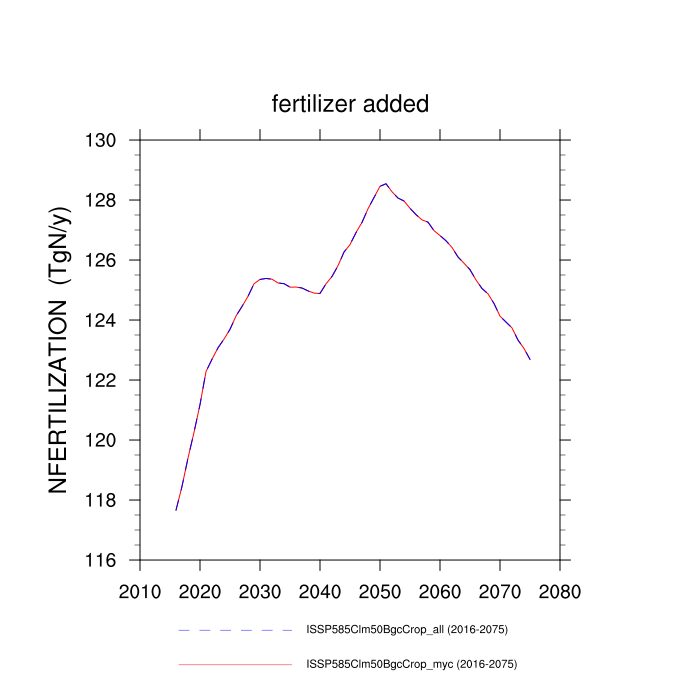 fertilizer added
NFERTILIZATION (TgN/y)
130
128
126
124
122
120
118
116
2010 2020 2030 2040 2050 2060 2070 2080
ISSP585Clm50BgcCrop_all (2016-2075)
ISSP585Clm50BgcCrop_myc (2016-2075)